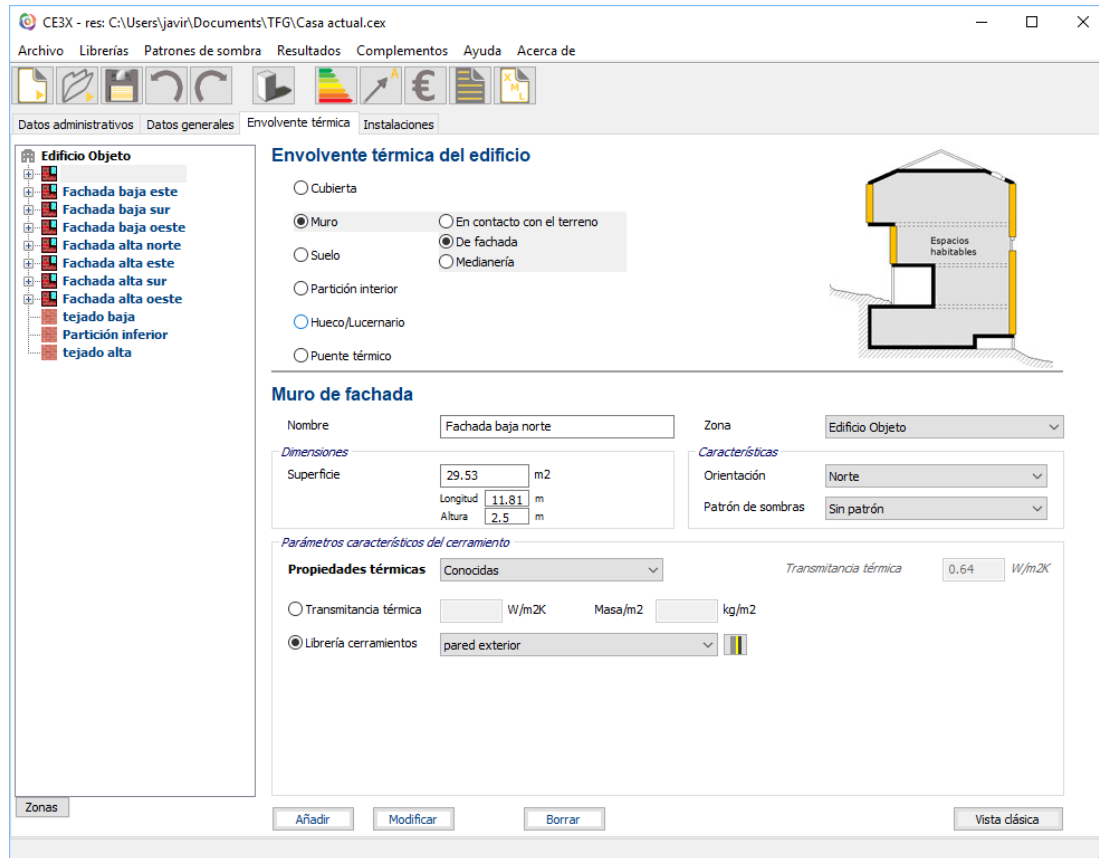 CE3X - res: C:\Users\javir\Documents\TFG\Casa actual.cex
Archivo Librerías Patrones de sombra Resultados Complementos Ayuda Acerca de
A € XML
Datos administrativos Datos generales Envolvente térmica Instalaciones
Edificio Objeto
Fachada baja este
Fachada baja sur
Fachada baja oeste
Fachada alta norte
Fachada alta este
Fachada alta sur
Fachada alta oeste
tejado baja
Partición inferior
tejado alta
Zonas
Envolvente térmica del edificio
Cubierta
Muro
En contacto con el terreno
De fachada
Medianería
Suelo
Partición interior
Hueco/Lucernario
Puente térmico
Espacios
habitables
Muro de fachada
Nombre Fachada baja norte Zona Edificio Objeto
Dimensiones
Superficie 29.53 m2
Longitud 11.81 m
Altura 2.5 m
Características
Orientación Norte
Patrón de sombras Sin patrón
Parámetros característicos del cerramiento
Propiedades térmicas Conocidas Transmitancia térmica 0.64 W/m2K
Transmitancia térmica W/m2K Masa/m2 kg/m2
Librería cerramientos pared exterior
Añadir Modificar Borrar Vista clásica